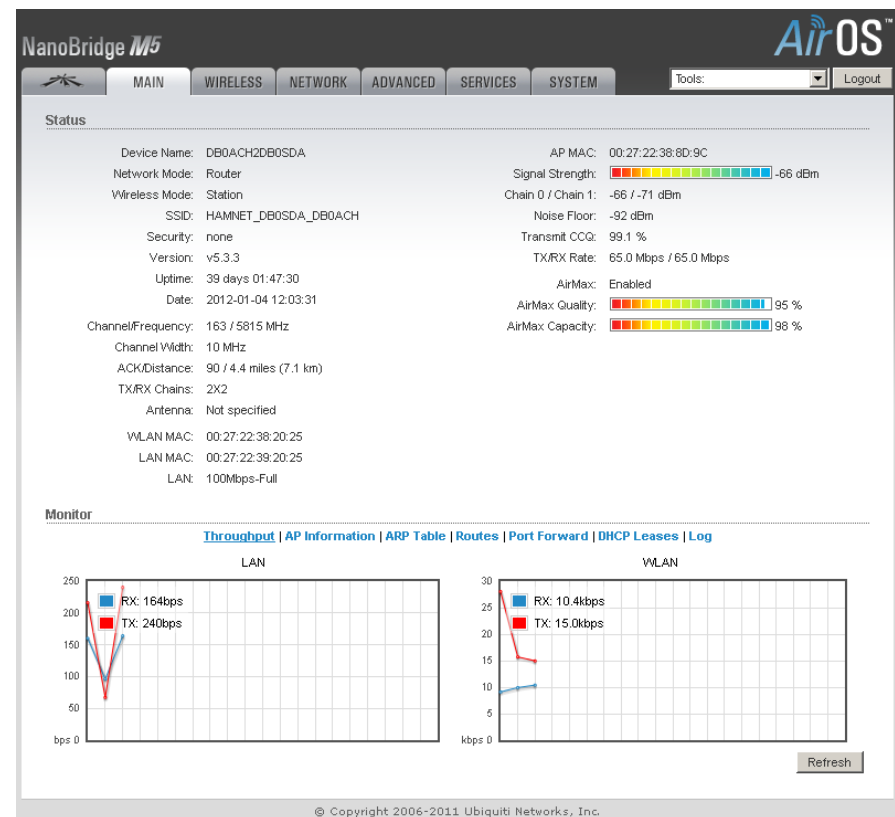 NanoBridge M5
AirOS™
MAIN WIRELESS NETWORK ADVANCED SERVICES SYSTEM Tools: Logout
Status
Device Name: DB0ACH2DB0SDA
Network Mode: Router
Wireless Mode: Station
SSID: HAMNET_DB0SDA_DB0ACH
Security: none
Version: v5.3.3
Uptime: 39 days 01:47:30
Date: 2012-01-04 12:03:31
Channel/Frequency: 163 / 5815 MHz
Channel Width: 10 MHz
ACK/Distance: 90 / 4.4 miles (7.1 km)
TX/RX Chains: 2X2
Antenna: Not specified
WLAN MAC: 00:27:22:38:20:25
LAN MAC: 00:27:22:39:20:25
LAN: 100Mbps-Full
AP MAC: 00:27:22:38:8D:9C
Signal Strength: -66 dBm
Chain 0 / Chain 1: -66 / -71 dBm
Noise Floor: -92 dBm
Transmit CCQ: 99.1 %
TX/RX Rate: 65.0 Mbps / 65.0 Mbps
AirMax: Enabled
AirMax Quality: 95 %
AirMax Capacity: 98 %
Monitor
Throughput | AP Information | ARP Table | Routes | Port Forward | DHCP Leases | Log
LAN
250
200
150
100
50
bps 0
RX: 164bps
TX: 240bps
WLAN
30
25
20
15
10
5
kbps 0
RX: 10.4kbps
TX: 15.0kbps
Refresh
© Copyright 2006-2011 Ubiquiti Networks, Inc.